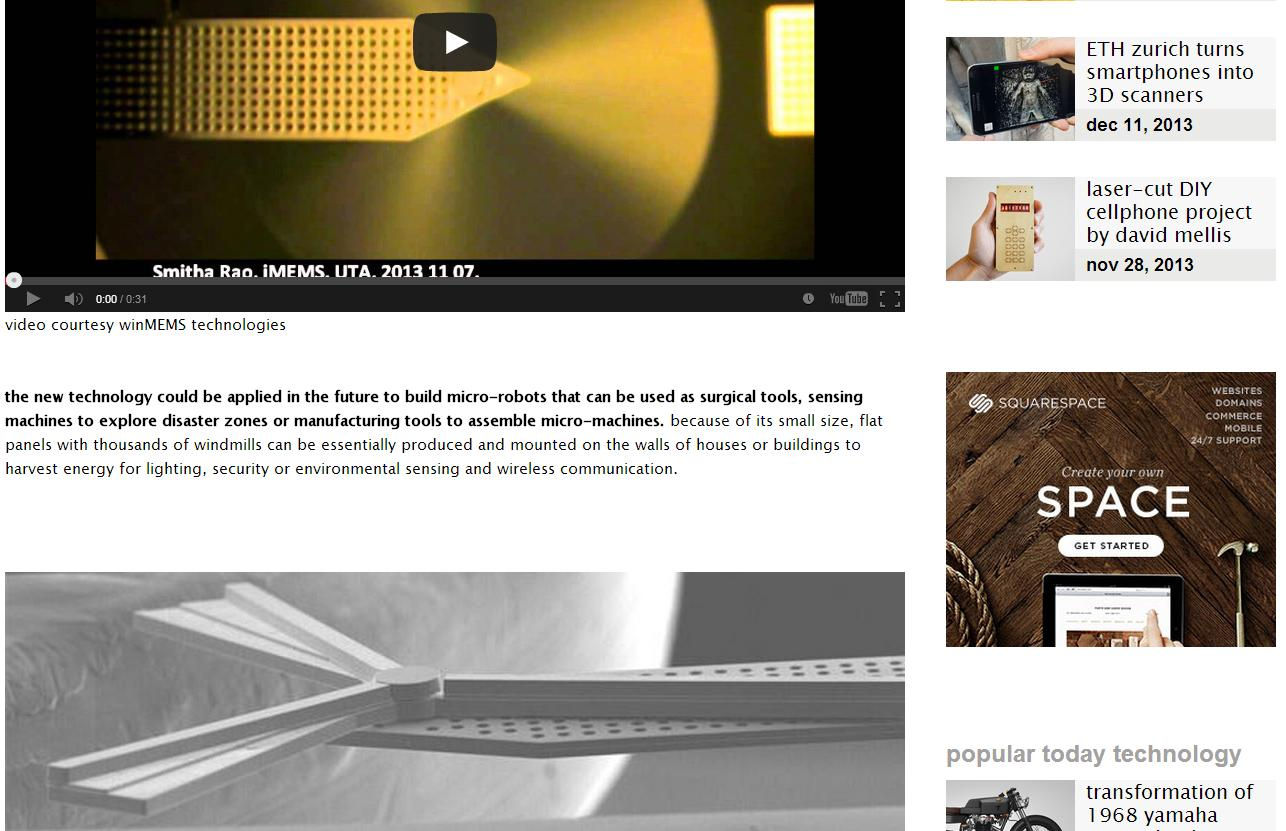 Smitha Rao, iMEMS, UTA, 2013 11 07.
0:00 / 0:31
YouTube
video courtesy winMEMS technologies
the new technology could be applied in the future to build micro-robots that can be used as surgical tools, sensing
machines to explore disaster zones or manufacturing tools to assemble micro-machines. because of its small size, flat
panels with thousands of windmills can be essentially produced and mounted on the walls of houses or buildings to
harvest energy for lighting, security or environmental sensing and wireless communication.
ETH zurich turns
smartphones into
3D scanners
dec 11, 2013
laser-cut DIY
cellphone project
by david mellis
nov 28, 2013
SQUARESPACE
WEBSITES
DOMAINS
COMMERCE
MOBILE
24/7 SUPPORT
Create your own
SPACE
GET STARTED
popular today technology
transformation of
1968 yamaha